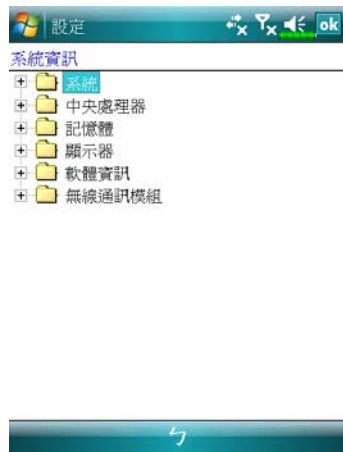 設定 ok
系統資訊
系統
中央處理器
記憶體
顯示器
軟體資訊
無線通訊模組
ㄅ